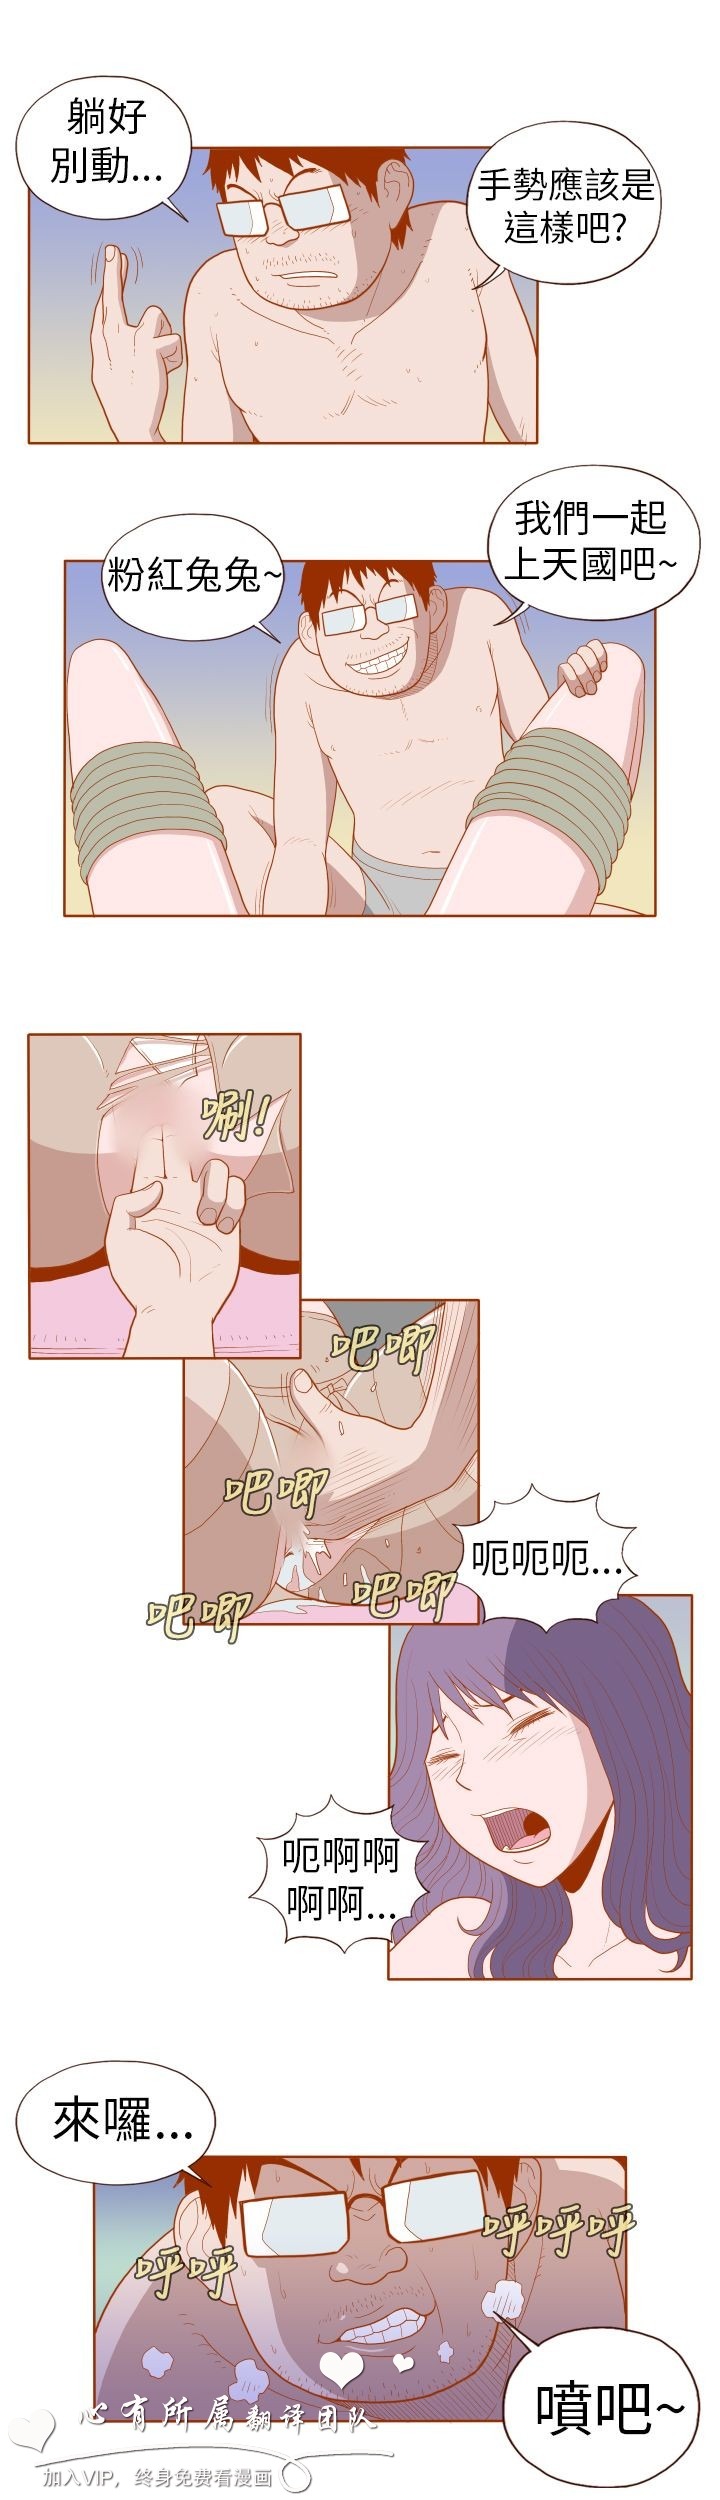 躺好
別動...
手勢應該是
這樣吧?
粉紅兔兔~
我們一起
上天國吧~
唰!
吧唧
吧唧
吧唧
吧唧
呃呃呃...
呃啊啊
啊啊...
來囉...
呼呼
呼呼呼
噴吧~
心有所属翻译团队
加入VIP，终身免费看漫画